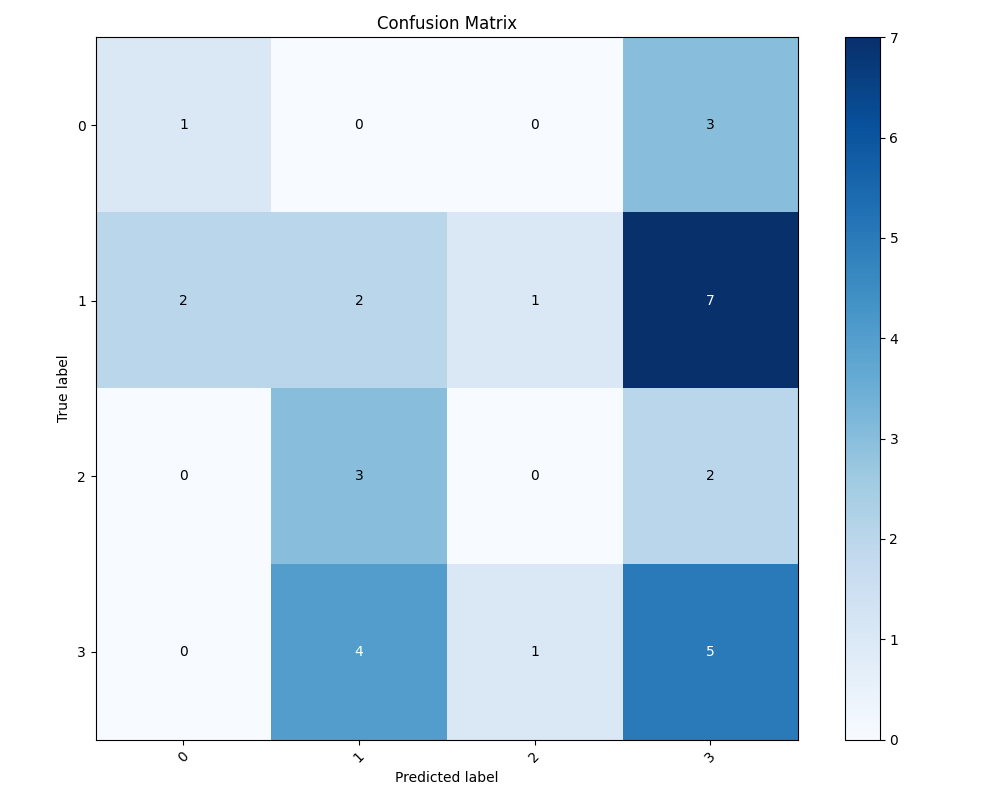 Confusion Matrix
0 1 0 0 3
1 2 2 1 7
2 0 3 0 2
3 0 4 1 5
True label
0 1 2 3
Predicted label
7
6
5
4
3
2
1
0